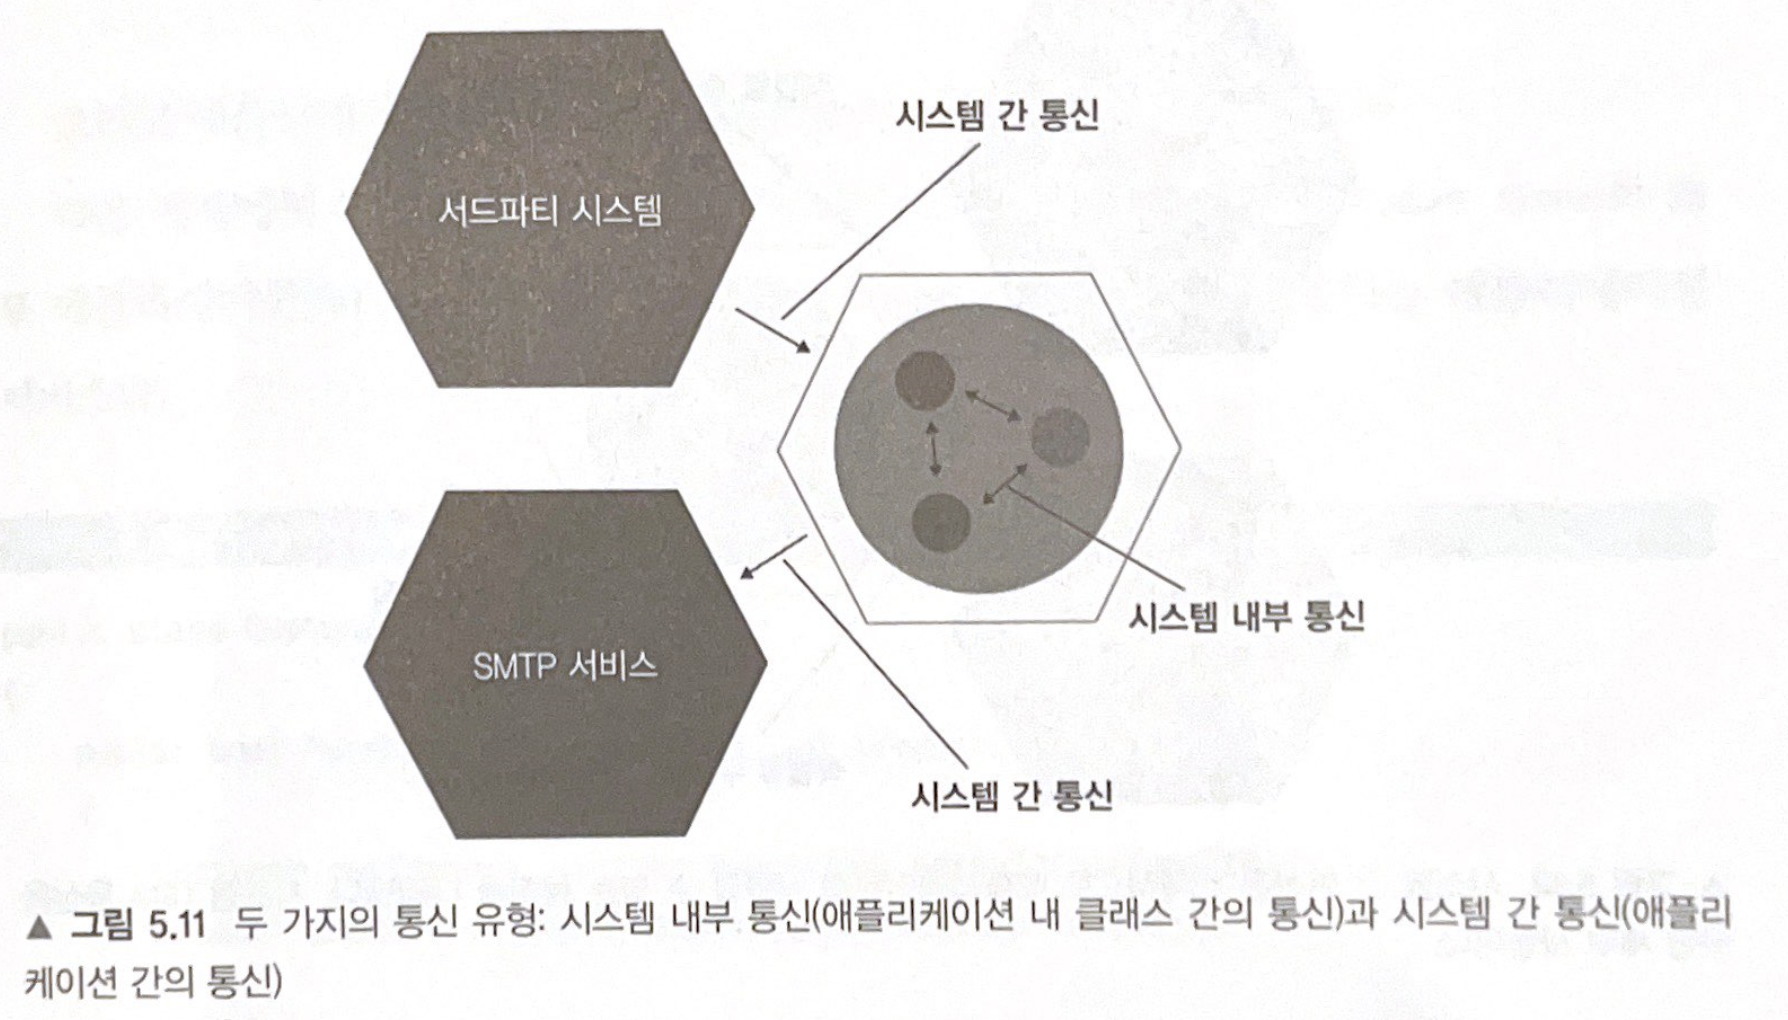 시스템 간 통신
서드파티 시스템
시스템 내부 통신
SMTP 서비스
시스템 간 통신
▲ 그림 5.11 두 가지의 통신 유형: 시스템 내부 통신(애플리케이션 내 클래스 간의 통신)과 시스템 간 통신(애플리
케이션 간의 통신)